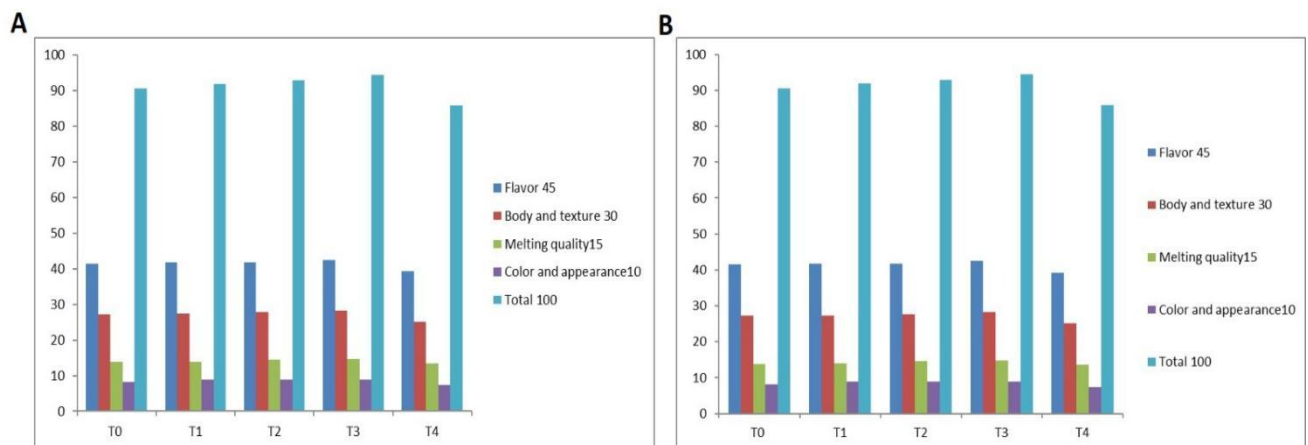 A
100
90
80
70
60
50
40
30
20
10
0
T0 T1 T2 T3 T4
Flavor 45
Body and texture 30
Melting quality15
Color and appearance10
Total 100
B
100
90
80
70
60
50
40
30
20
10
0
T0 T1 T2 T3 T4
Flavor 45
Body and texture 30
Melting quality15
Color and appearance10
Total 100